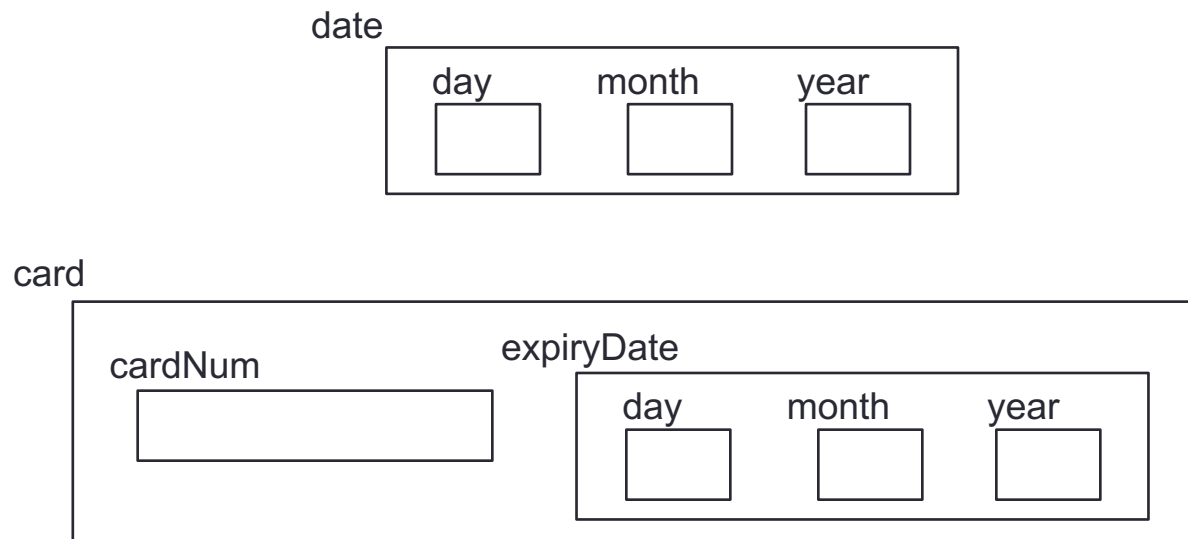 date
day month year
card
expiryDate
cardNum
day month year